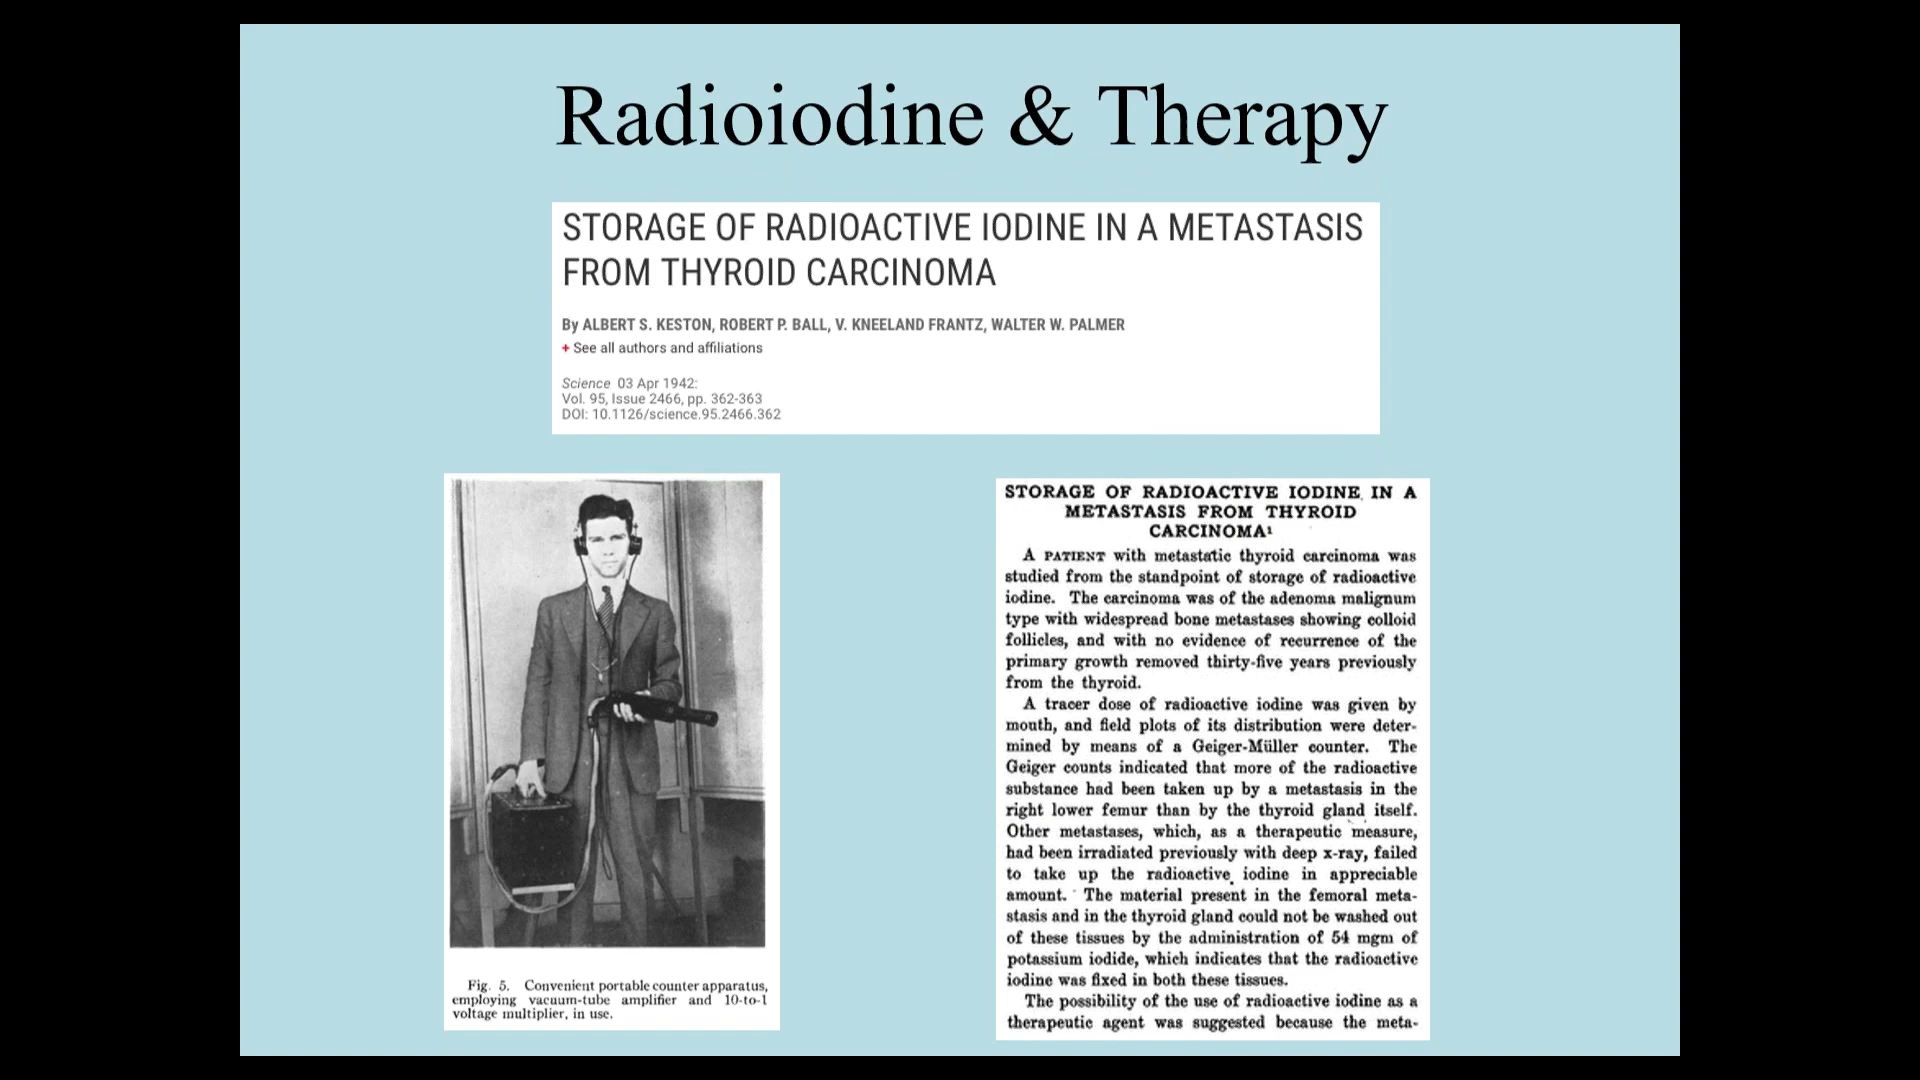 Radioiodine & Therapy
STORAGE OF RADIOACTIVE IODINE IN A METASTASIS
FROM THYROID CARCINOMA
By ALBERT S. KESTON, ROBERT P. BALL, V. KNEELAND FRANTZ, WALTER W. PALMER
+ See all authors and affiliations
Science 03 Apr 1942:
Vol. 95, Issue 2466, pp. 362-363
DOI: 10.1126/science.95.2466.362
Fig. 5. Convenient portable counter apparatus,
employing vacuum-tube amplifier and 10-to-1
voltage multiplier, in use.
STORAGE OF RADIOACTIVE IODINE IN A
METASTASIS FROM THYROID
CARCINOMA¹
A PATIENT with metastatic thyroid carcinoma was
studied from the standpoint of storage of radioactive
iodine. The carcinoma was of the adenoma malignum
type with widespread bone metastases showing colloid
follicles, and with no evidence of recurrence of the
primary growth removed thirty-five years previously
from the thyroid.
A tracer dose of radioactive iodine was given by
mouth, and field plots of its distribution were deter-
mined by means of a Geiger-Müller counter. The
Geiger counts indicated that more of the radioactive
substance had been taken up by a metastasis in the
right lower femur than by the thyroid gland itself.
Other metastases, which, as a therapeutic measure,
had been irradiated previously with deep x-ray, failed
to take up the radioactive iodine in appreciable
amount. The material present in the femoral meta-
stasis and in the thyroid gland could not be washed out
of these tissues by the administration of 54 mgm of
potassium iodide, which indicates that the radioactive
iodine was fixed in both these tissues.
The possibility of the use of radioactive iodine as a
therapeutic agent was suggested because the meta-